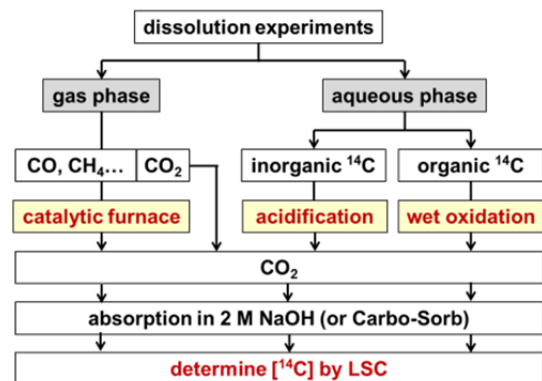 dissolution experiments
gas phase
aqueous phase
CO, CH₄… CO₂
inorganic ¹⁴C
organic ¹⁴C
catalytic furnace
acidification
wet oxidation
CO₂
absorption in 2 M NaOH (or Carbo-Sorb)
determine [¹⁴C] by LSC